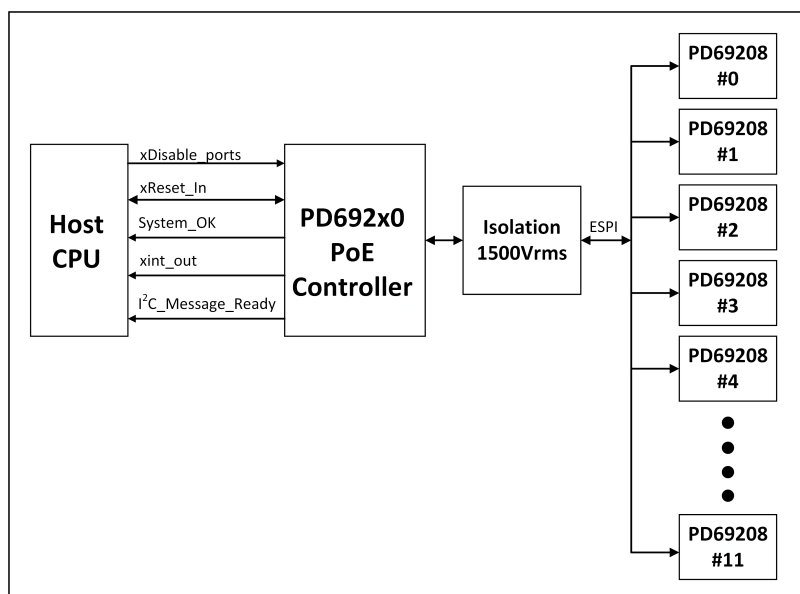 Host
CPU
xDisable_ports
xReset_In
System_OK
xint_out
I²C_Message_Ready
PD692x0
PoE
Controller
Isolation
1500Vrms
ESPI
PD69208
#0
PD69208
#1
PD69208
#2
PD69208
#3
PD69208
#4
PD69208
#11